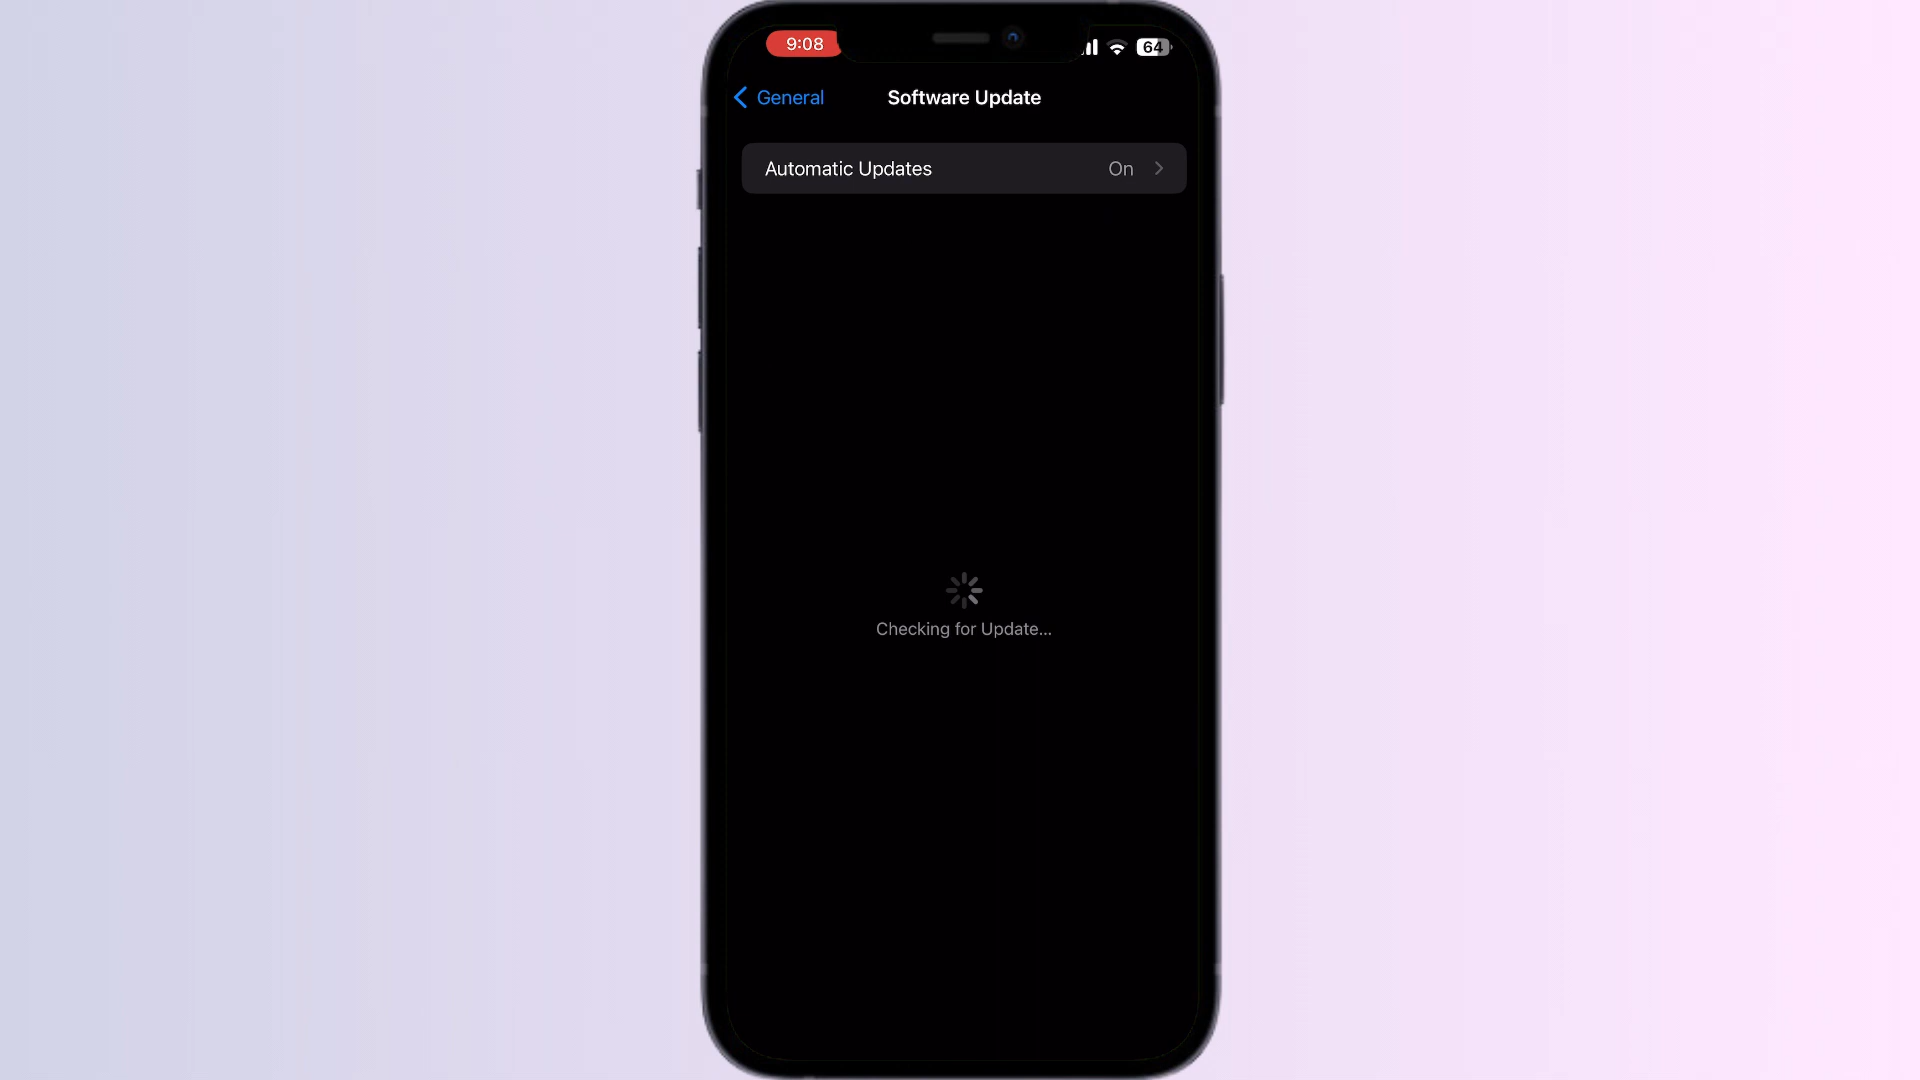 9:08
64
General
Software Update
Automatic Updates
On
Checking for Update...